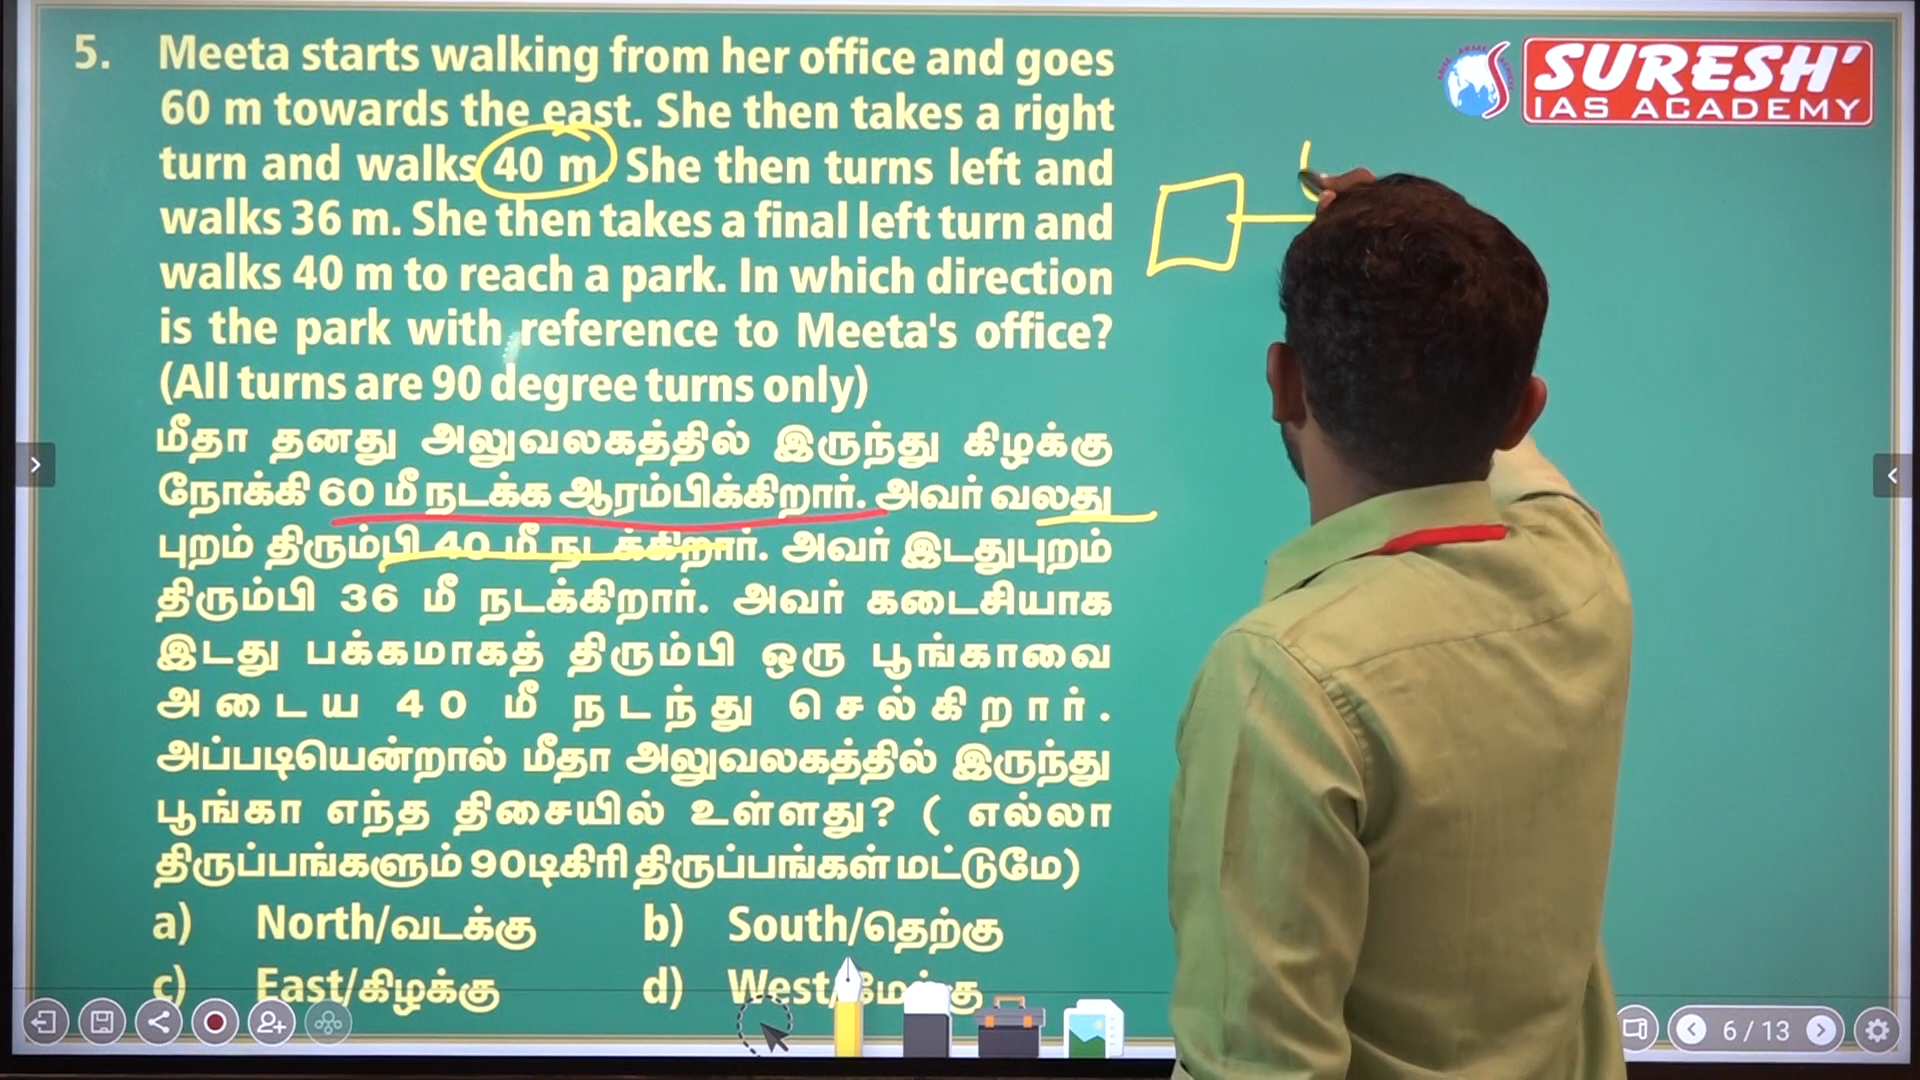 5. Meeta starts walking from her office and goes
60 m towards the east. She then takes a right
turn and walks 40 m. She then turns left and
walks 36 m. She then takes a final left turn and
walks 40 m to reach a park. In which direction
is the park with reference to Meeta's office?
(All turns are 90 degree turns only)
மீதா தனது அலுவலகத்தில் இருந்து கிழக்கு
நோக்கி 60 மீ நடக்க ஆரம்பிக்கிறார். அவர் வலது
புறம் திரும்பி 40 மீ நடக்கிறார். அவர் இடதுபுறம்
திரும்பி 36 மீ நடக்கிறார். அவர் கடைசியாக
இடது பக்கமாகத் திரும்பி ஒரு பூங்காவை
அடைய 40 மீ நடந்து செல்கிறார்.
அப்படியென்றால் மீதா அலுவலகத்தில் இருந்து
பூங்கா எந்த திசையில் உள்ளது? ( எல்லா
திருப்பங்களும் 90டிகிரி திருப்பங்கள் மட்டுமே)
a) North/வடக்கு b) South/தெற்கு
c) East/கிழக்கு d) West/மேற்கு
SURESH'
IAS ACADEMY
6 / 13